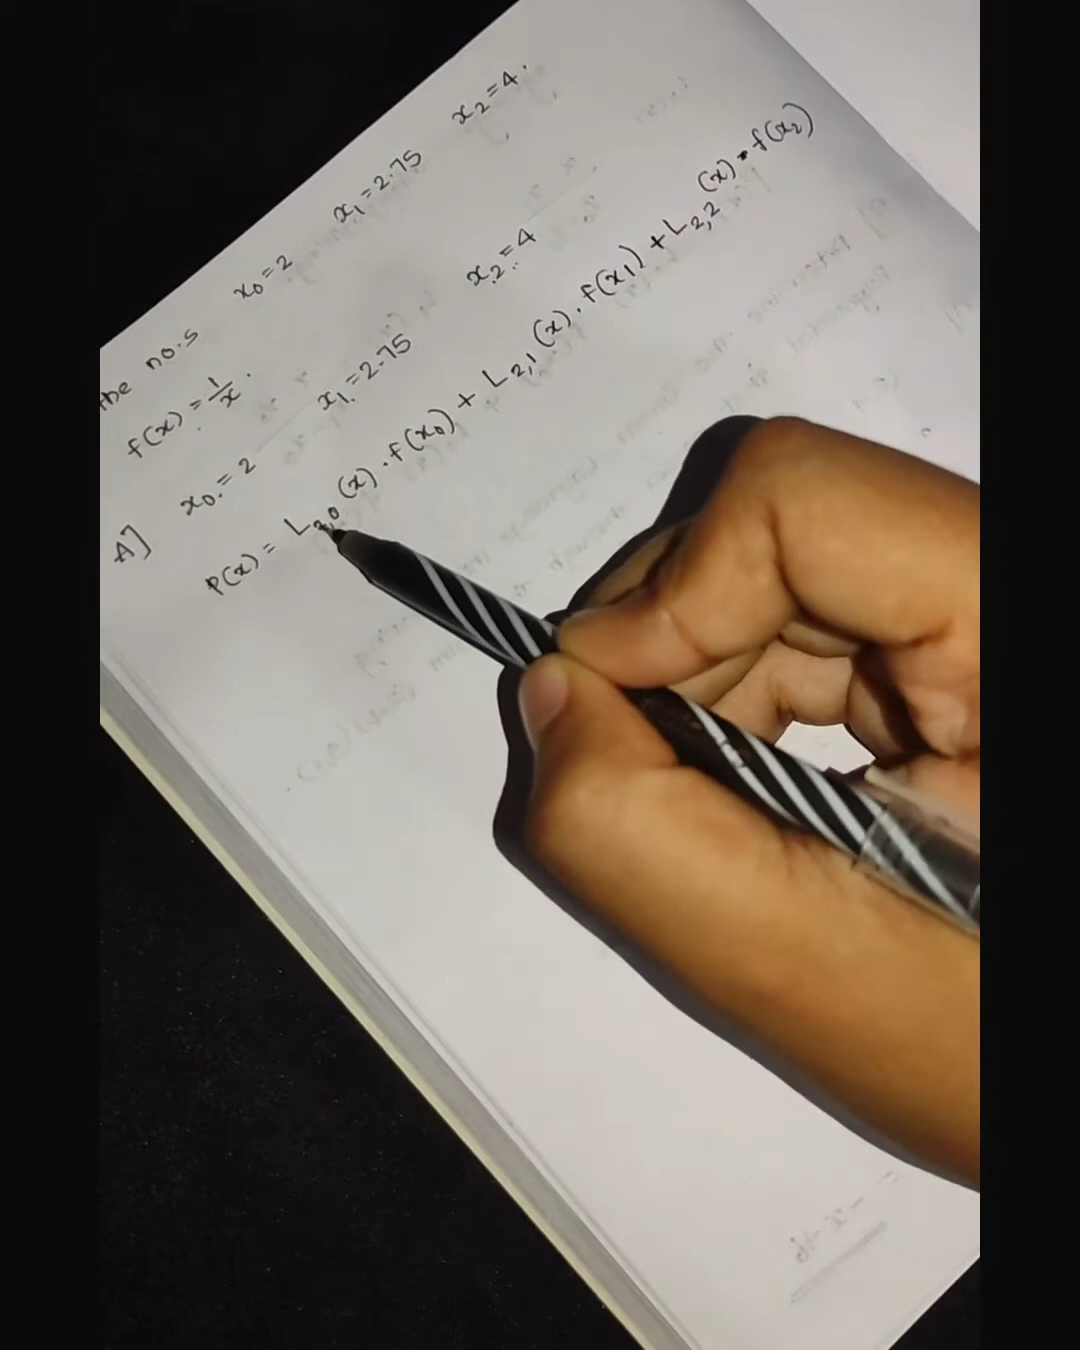 the no.s x₀ = 2 x₁ = 2.75 x₂ = 4.
f(x) = 1/x.
A] x₀ = 2 x₁ = 2.75 x₂ = 4
P(x) = L₂,₀(x) · f(x₀) + L₂,₁(x) · f(x₁) + L₂,₂(x) · f(x₂)